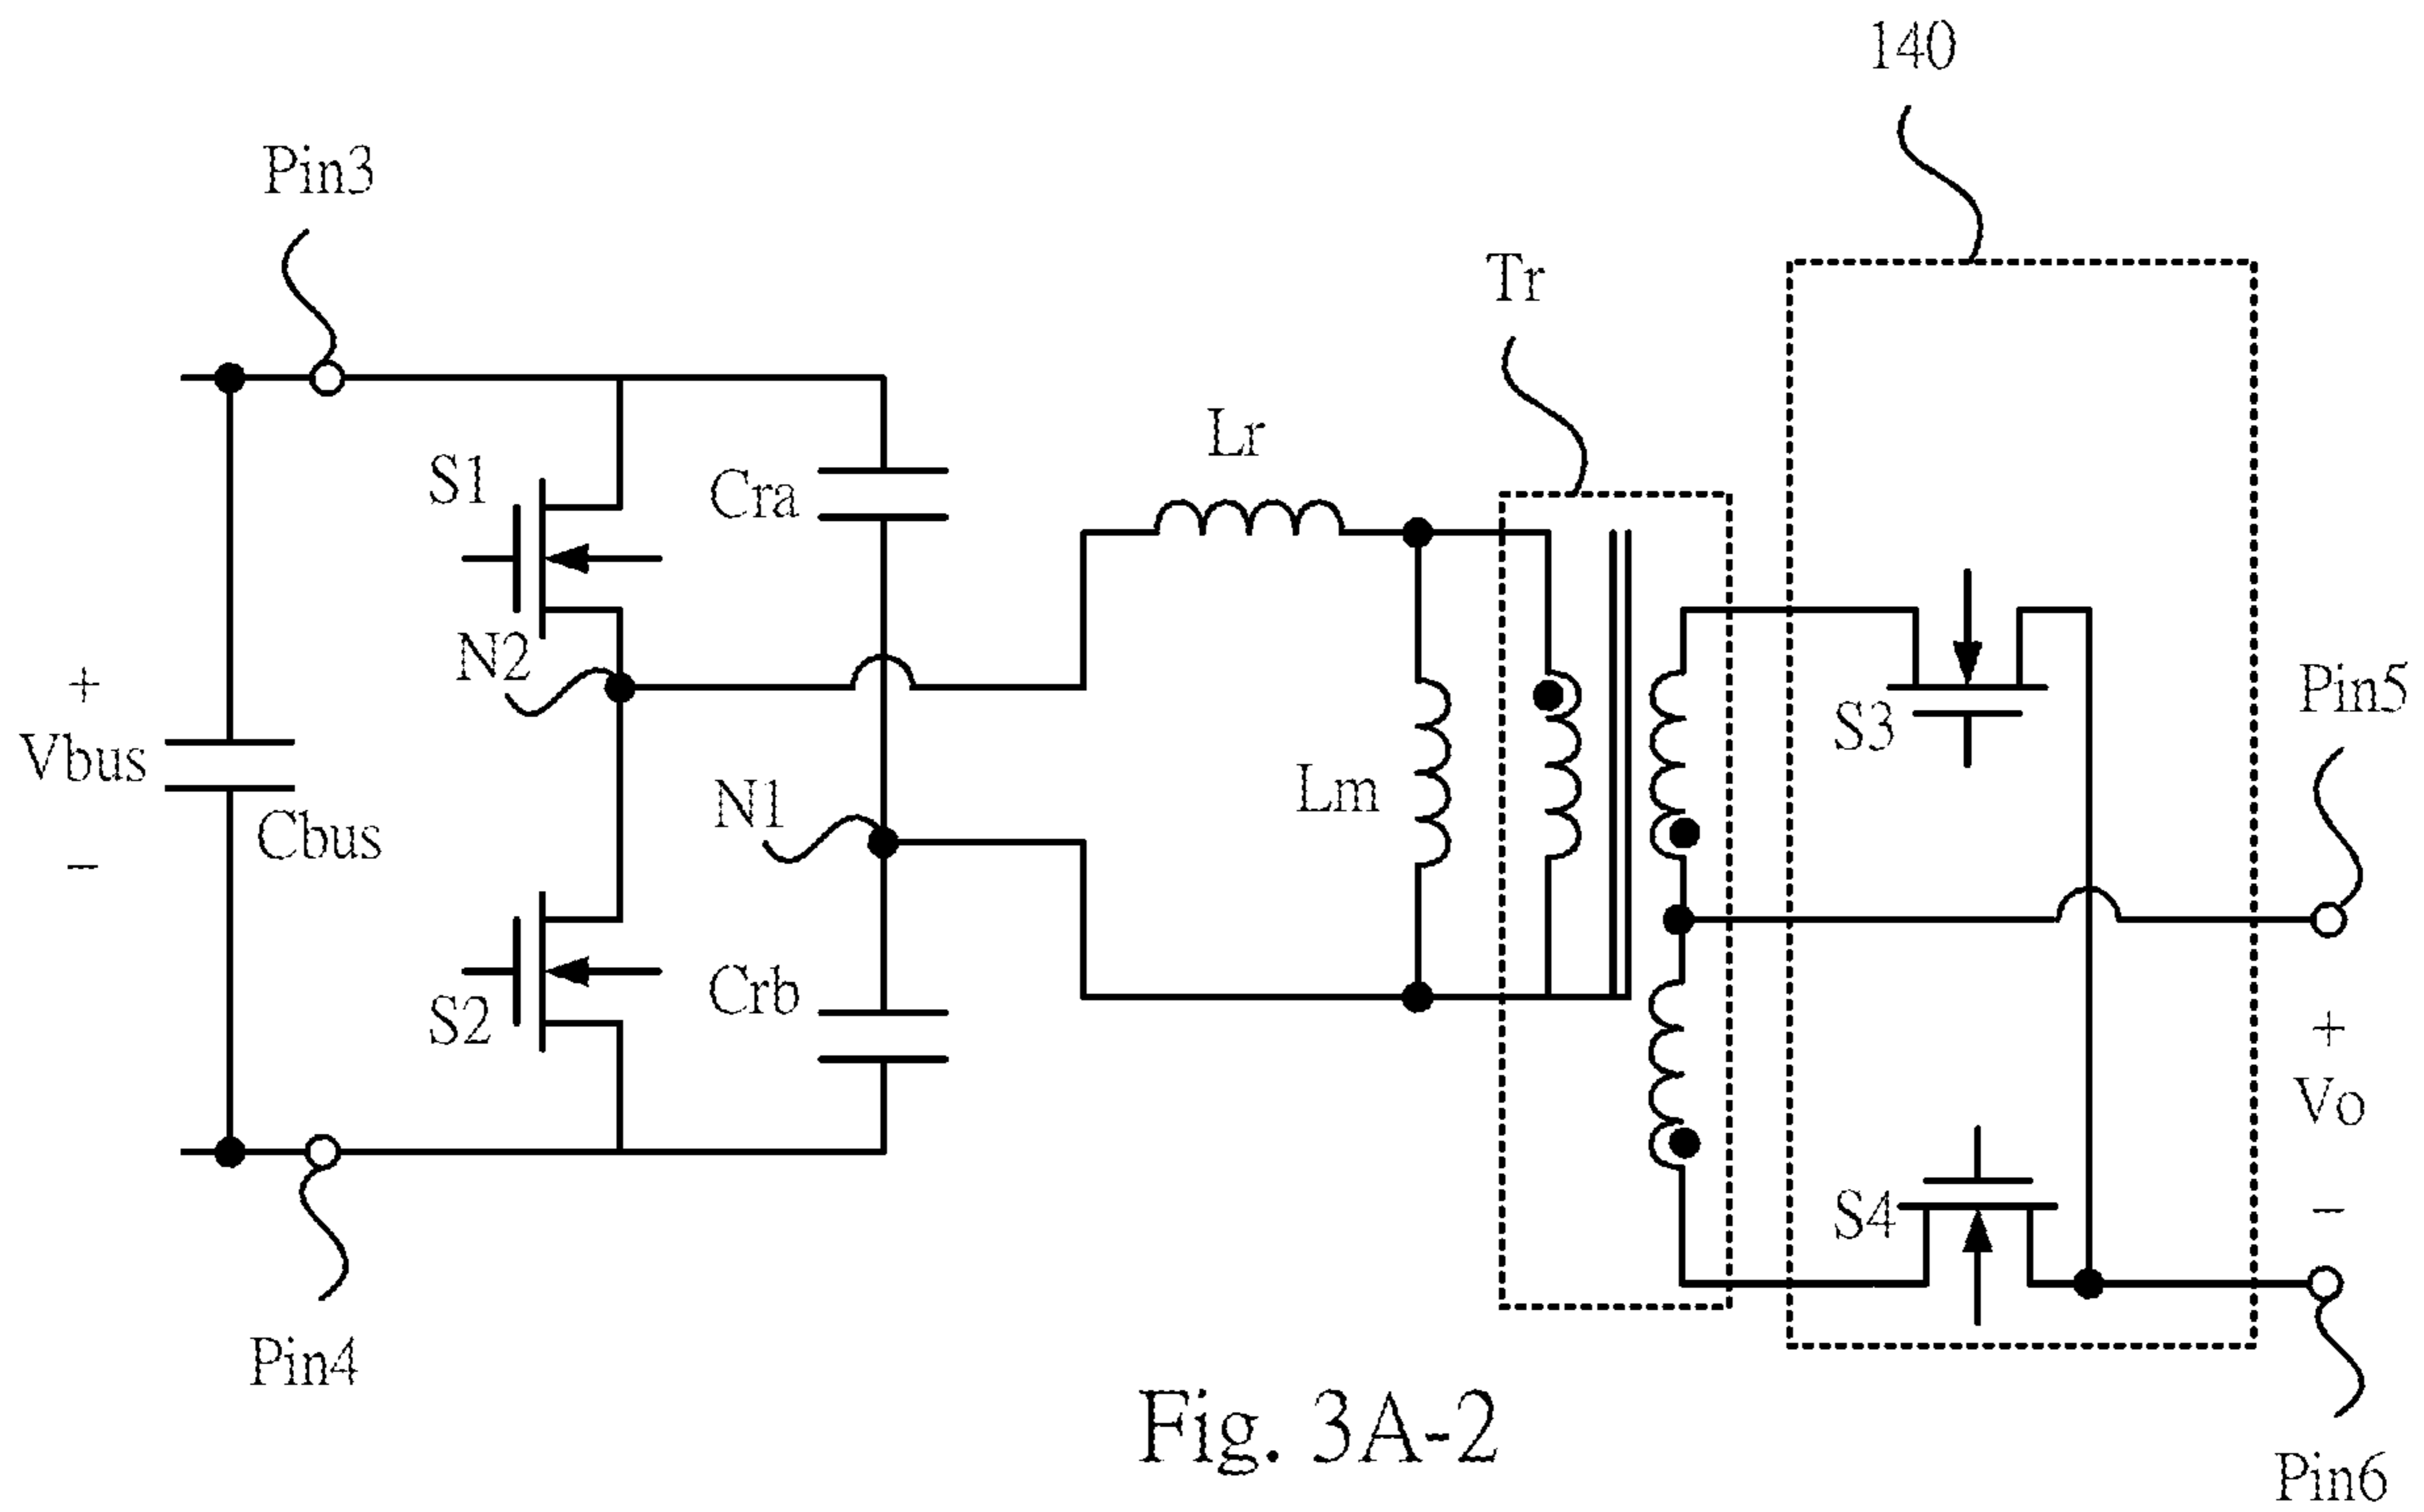 140
Pin3
Tr
Lr
S1
Cra
N2
Pin5
+
Vbus
−
Cbus
N1
Lm
S3
S2
Crb
+
Vo
−
S4
Pin4
Fig. 3A-2
Pin6